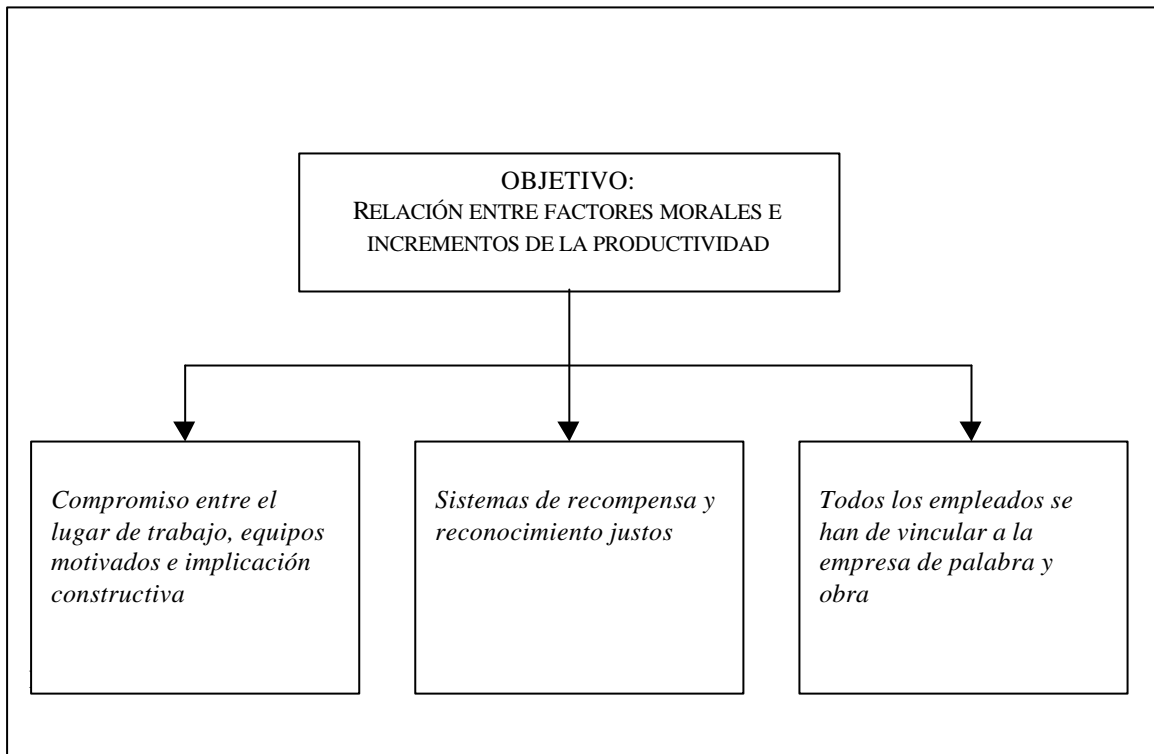 OBJETIVO:
RELACIÓN ENTRE FACTORES MORALES E
INCREMENTOS DE LA PRODUCTIVIDAD
Compromiso entre el
lugar de trabajo, equipos
motivados e implicación
constructiva
Sistemas de recompensa y
reconocimiento justos
Todos los empleados se
han de vincular a la
empresa de palabra y
obra